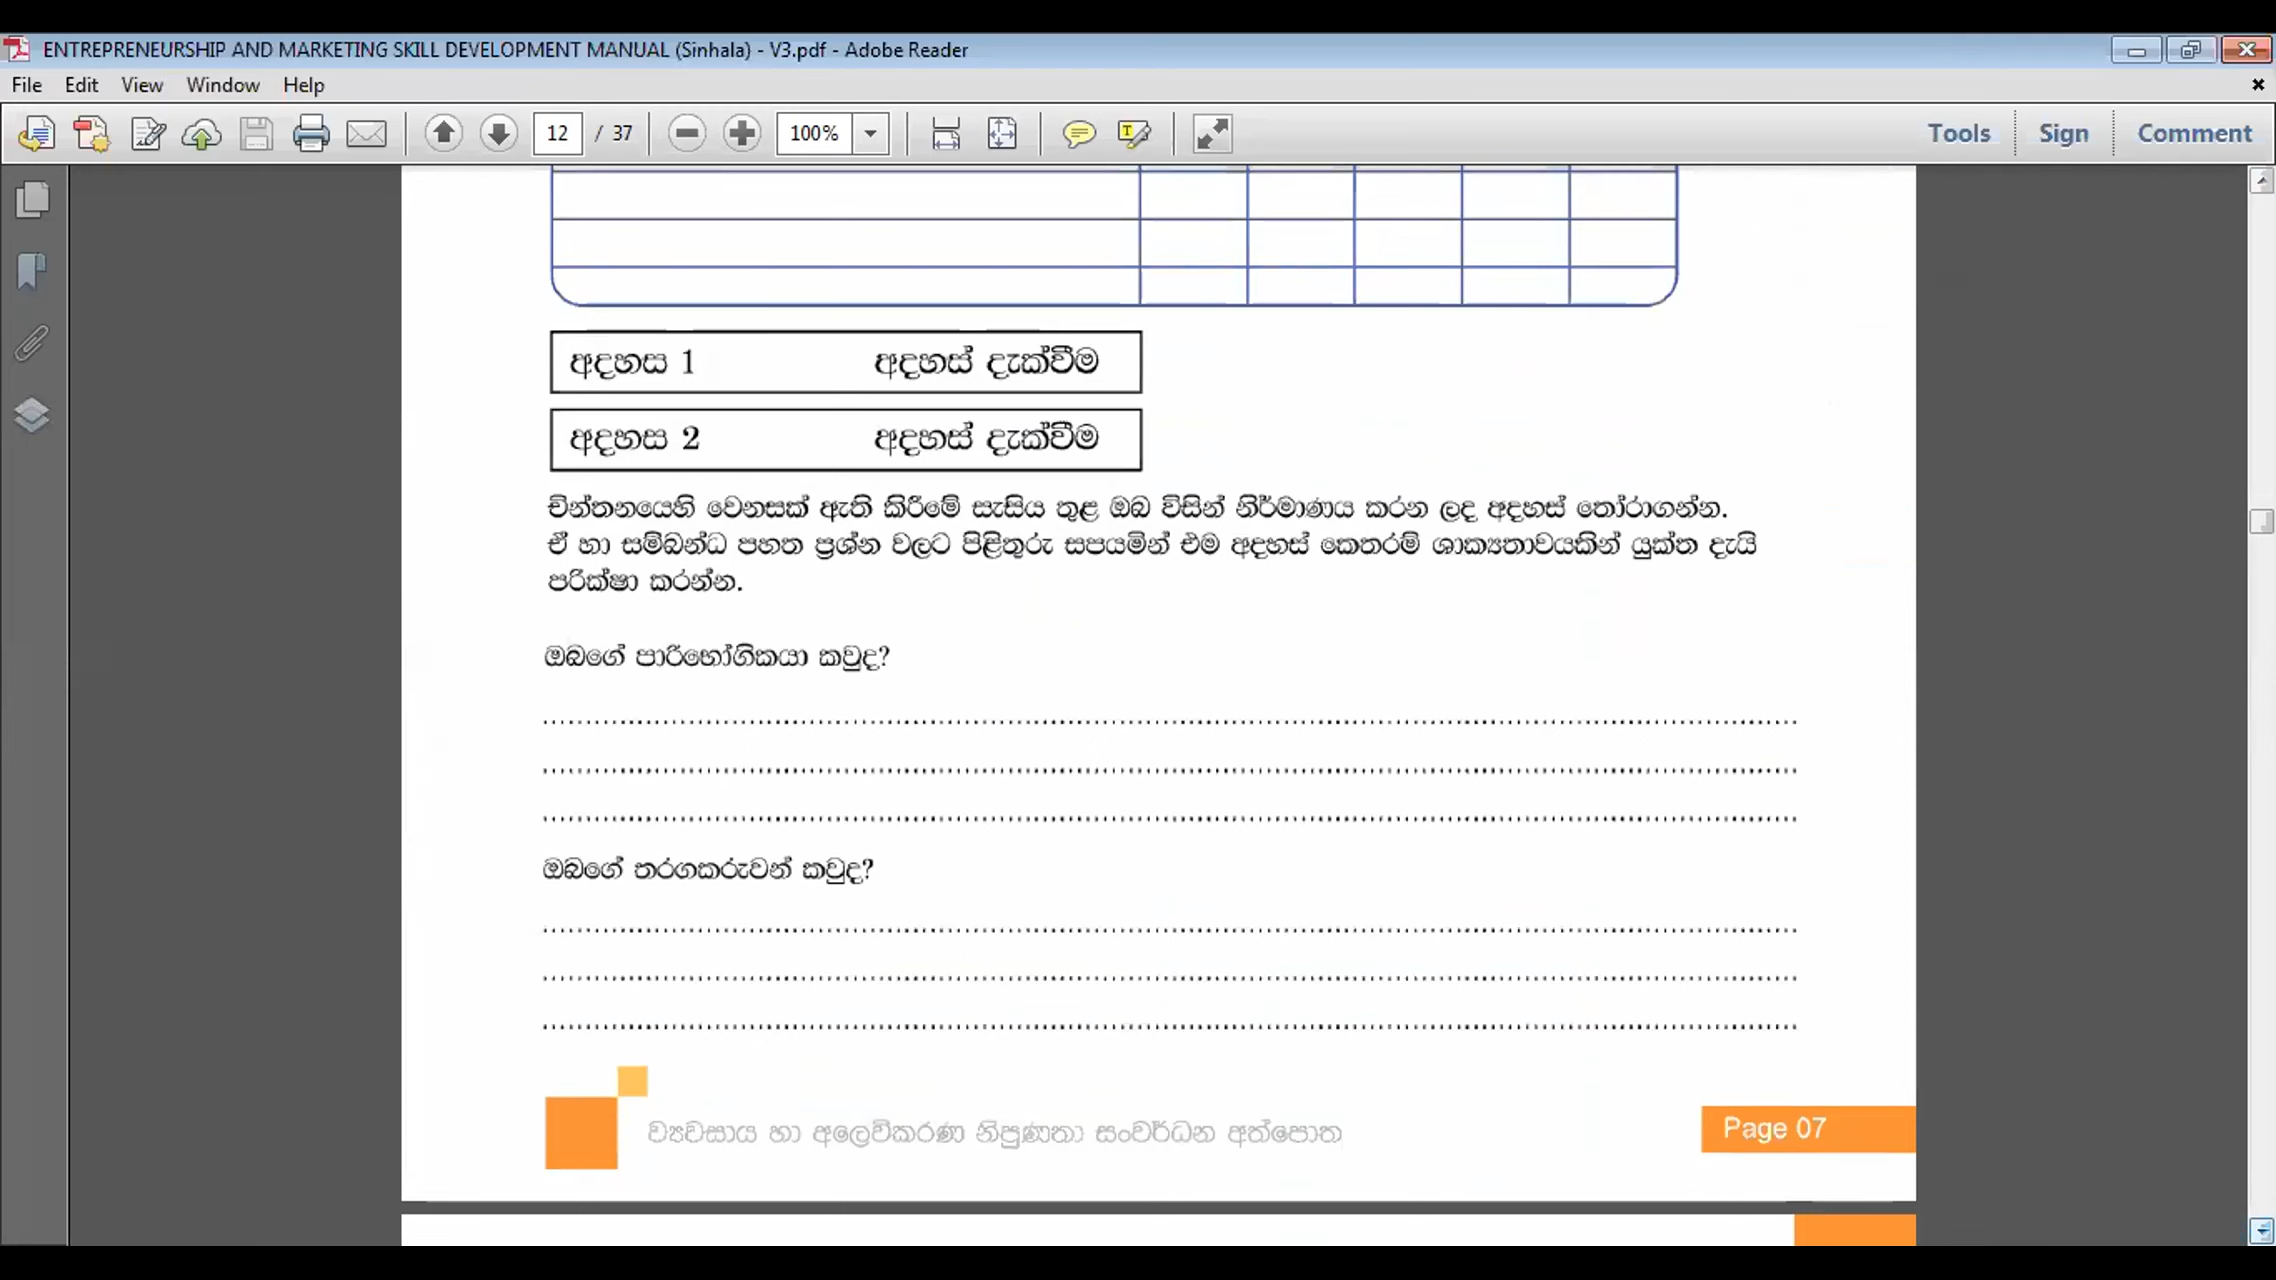 ENTREPRENEURSHIP AND MARKETING SKILL DEVELOPMENT MANUAL (Sinhala) - V3.pdf - Adobe Reader
File Edit View Window Help
12 / 37 100% Tools Sign Comment
අදහස 1 අදහස් දැක්වීම
අදහස 2 අදහස් දැක්වීම
චින්තනයෙහි වෙනසක් ඇති කිරීමේ සැසිය තුළ ඔබ විසින් නිර්මාණය කරන ලද අදහස් තෝරාගන්න.
ඒ හා සම්බන්ධ පහත ප්‍රශ්න වලට පිළිතුරු සපයමින් එම අදහස් කෙතරම් ශාක්‍යතාවයකින් යුක්ත දැයි
පරික්ෂා කරන්න.
ඔබගේ පාරිභෝගිකයා කවුද?
ඔබගේ තරගකරුවන් කවුද?
ව්‍යවසාය හා අලෙවිකරණ නිපුණතා සංවර්ධන අත්පොත
Page 07